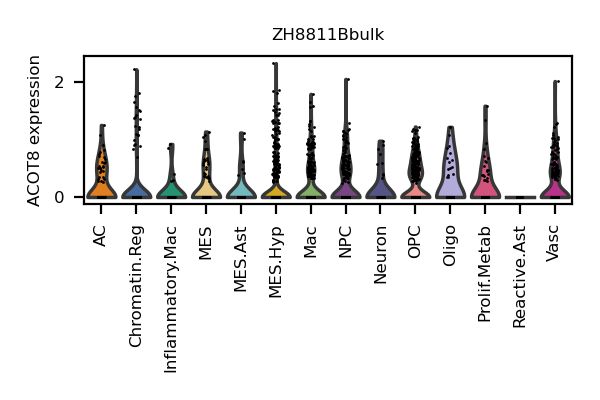 ZH8811Bbulk
ACOT8 expression
2
0
AC
Chromatin.Reg
Inflammatory.Mac
MES
MES.Ast
MES.Hyp
Mac
NPC
Neuron
OPC
Oligo
Prolif.Metab
Reactive.Ast
Vasc